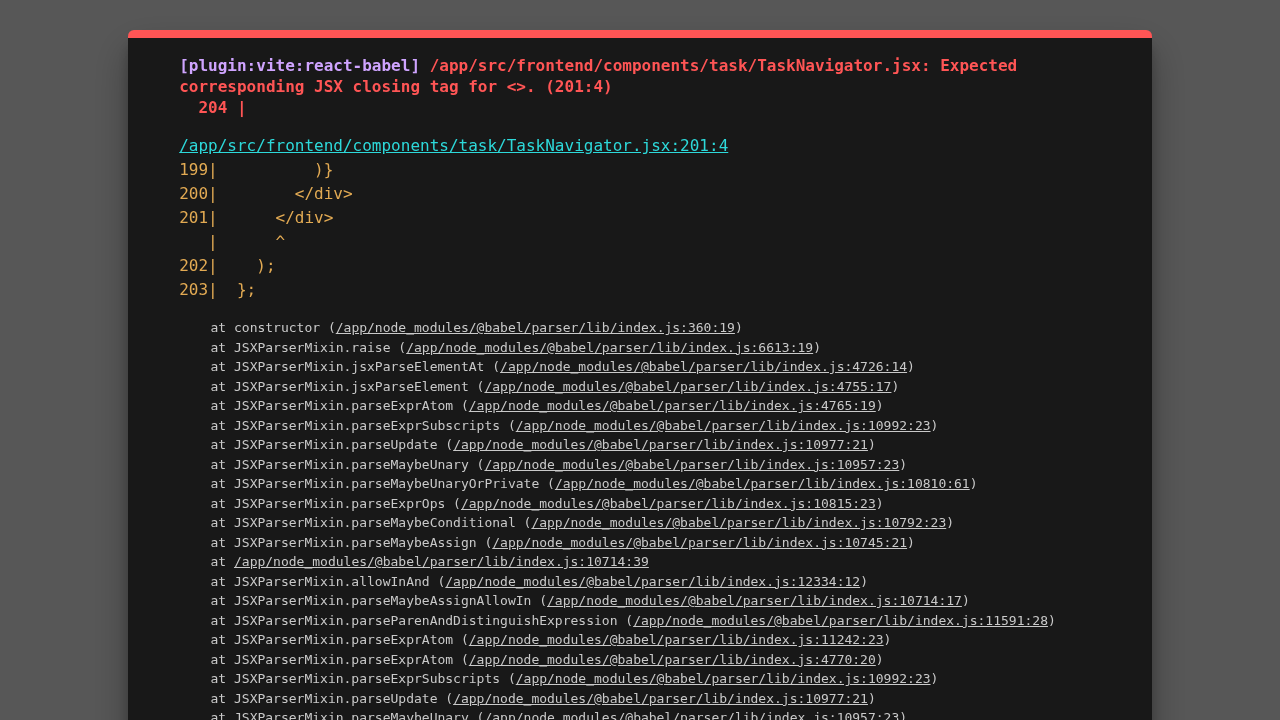 [plugin:vite:react-babel] /app/src/frontend/components/task/TaskNavigator.jsx: Expected
corresponding JSX closing tag for <>. (201:4)
  204 |
/app/src/frontend/components/task/TaskNavigator.jsx:201:4
199|          )}
200|        </div>
201|      </div>
   |      ^
202|    );
203|  };
    at constructor (/app/node_modules/@babel/parser/lib/index.js:360:19)
    at JSXParserMixin.raise (/app/node_modules/@babel/parser/lib/index.js:6613:19)
    at JSXParserMixin.jsxParseElementAt (/app/node_modules/@babel/parser/lib/index.js:4726:14)
    at JSXParserMixin.jsxParseElement (/app/node_modules/@babel/parser/lib/index.js:4755:17)
    at JSXParserMixin.parseExprAtom (/app/node_modules/@babel/parser/lib/index.js:4765:19)
    at JSXParserMixin.parseExprSubscripts (/app/node_modules/@babel/parser/lib/index.js:10992:23)
    at JSXParserMixin.parseUpdate (/app/node_modules/@babel/parser/lib/index.js:10977:21)
    at JSXParserMixin.parseMaybeUnary (/app/node_modules/@babel/parser/lib/index.js:10957:23)
    at JSXParserMixin.parseMaybeUnaryOrPrivate (/app/node_modules/@babel/parser/lib/index.js:10810:61)
    at JSXParserMixin.parseExprOps (/app/node_modules/@babel/parser/lib/index.js:10815:23)
    at JSXParserMixin.parseMaybeConditional (/app/node_modules/@babel/parser/lib/index.js:10792:23)
    at JSXParserMixin.parseMaybeAssign (/app/node_modules/@babel/parser/lib/index.js:10745:21)
    at /app/node_modules/@babel/parser/lib/index.js:10714:39
    at JSXParserMixin.allowInAnd (/app/node_modules/@babel/parser/lib/index.js:12334:12)
    at JSXParserMixin.parseMaybeAssignAllowIn (/app/node_modules/@babel/parser/lib/index.js:10714:17)
    at JSXParserMixin.parseParenAndDistinguishExpression (/app/node_modules/@babel/parser/lib/index.js:11591:28)
    at JSXParserMixin.parseExprAtom (/app/node_modules/@babel/parser/lib/index.js:11242:23)
    at JSXParserMixin.parseExprAtom (/app/node_modules/@babel/parser/lib/index.js:4770:20)
    at JSXParserMixin.parseExprSubscripts (/app/node_modules/@babel/parser/lib/index.js:10992:23)
    at JSXParserMixin.parseUpdate (/app/node_modules/@babel/parser/lib/index.js:10977:21)
    at JSXParserMixin.parseMaybeUnary (/app/node_modules/@babel/parser/lib/index.js:10957:23)